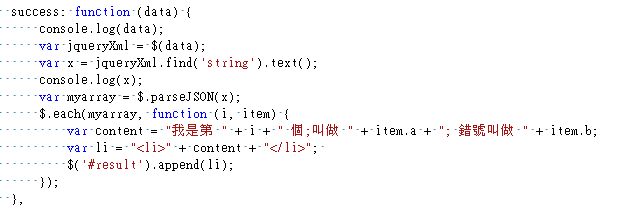 success: function (data) {
console.log(data);
var jqueryXml = $(data);
var x = jqueryXml.find('string').text();
console.log(x);
var myarray = $.parseJSON(x);
$.each(myarray, function (i, item) {
var content = "我是第 " + i + " 個;叫做 " + item.a + "; 錯號叫做 " + item.b;
var li = "<li>" + content + "</li>";
$('#result').append(li);
});
},